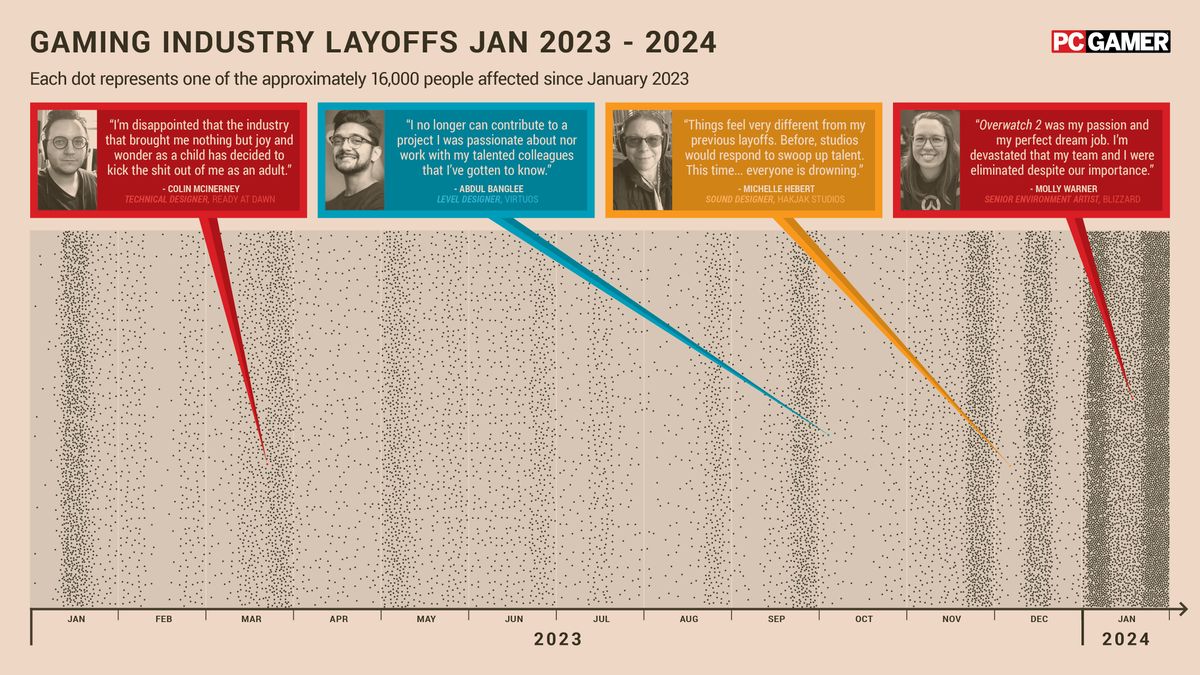 GAMING INDUSTRY LAYOFFS JAN 2023 - 2024
PC GAMER
Each dot represents one of the approximately 16,000 people affected since January 2023
“I’m disappointed that the industry
that brought me nothing but joy and
wonder as a child has decided to
kick the shit out of me as an adult.”
- COLIN MCINERNEY
TECHNICAL DESIGNER, READY AT DAWN
“I no longer can contribute to a
project I was passionate about nor
work with my talented colleagues
that I’ve gotten to know.”
- ABDUL BANGLEE
LEVEL DESIGNER, VIRTUOS
“Things feel very different from my
previous layoffs. Before, studios
would respond to swoop up talent.
This time... everyone is drowning.”
- MICHELLE HEBERT
SOUND DESIGNER, HAKJAK STUDIOS
“Overwatch 2 was my passion and
my perfect dream job. I’m
devastated that my team and I were
eliminated despite our importance.”
- MOLLY WARNER
SENIOR ENVIRONMENT ARTIST, BLIZZARD
JAN FEB MAR APR MAY JUN JUL AUG SEP OCT NOV DEC JAN
2023 2024